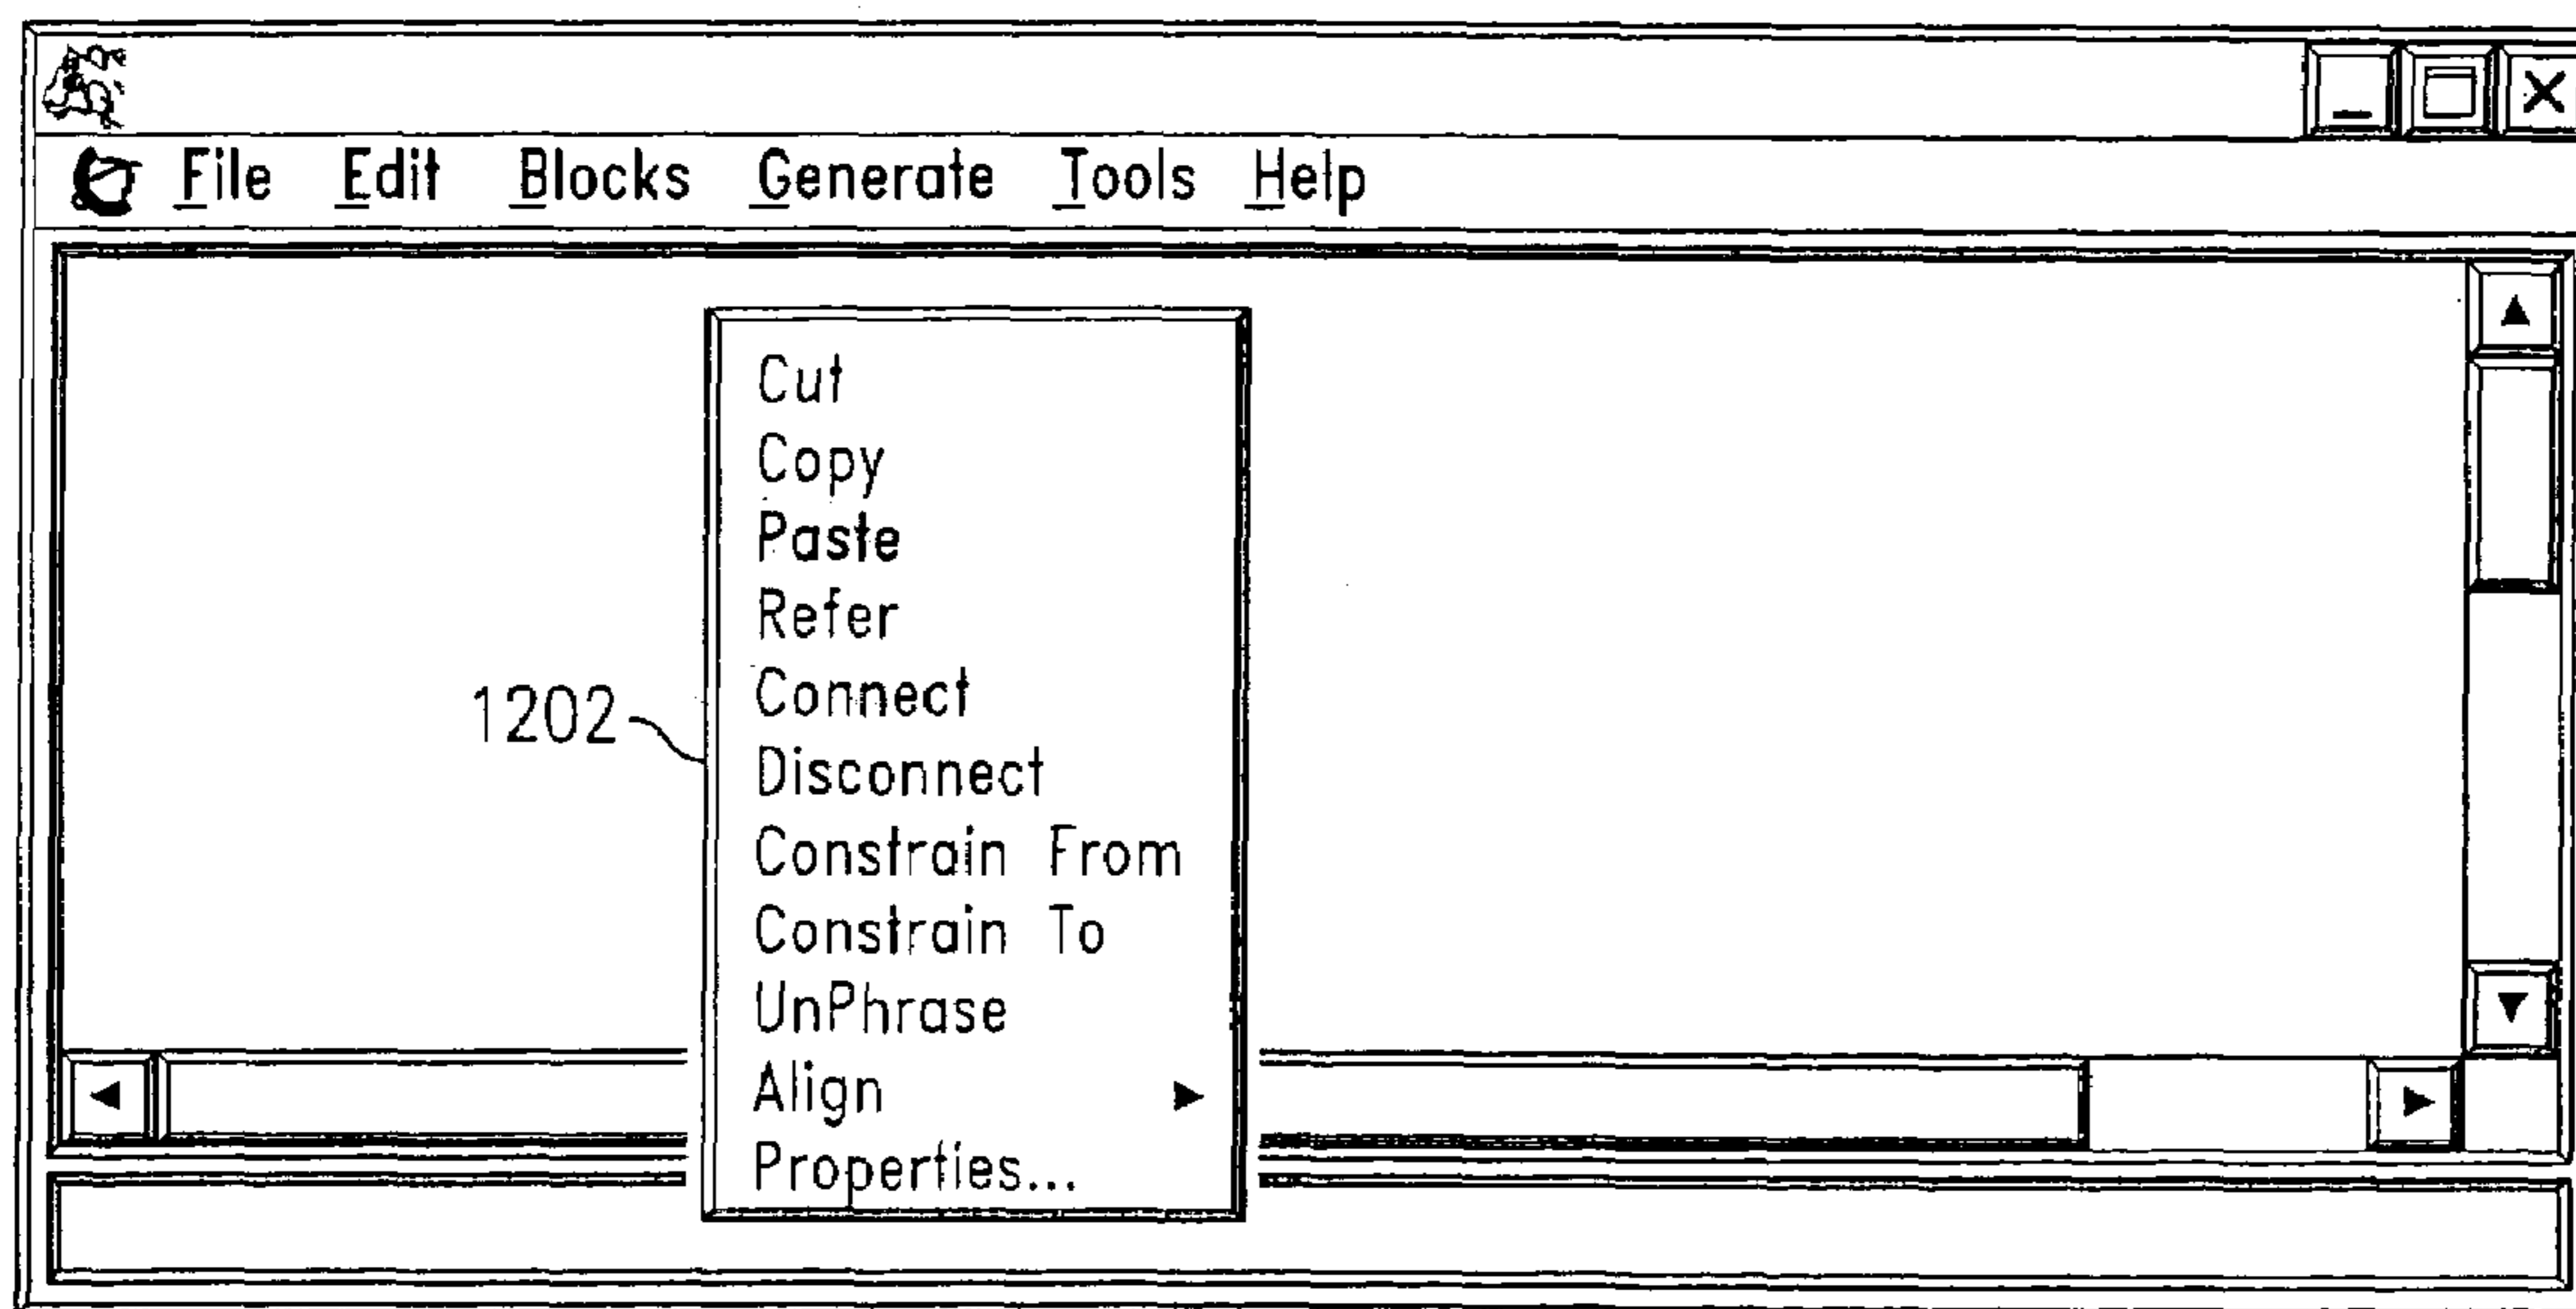 File Edit Blocks Generate Tools Help
Cut
Copy
Paste
Refer
Connect
1202
Disconnect
Constrain From
Constrain To
UnPhrase
Align
Properties...